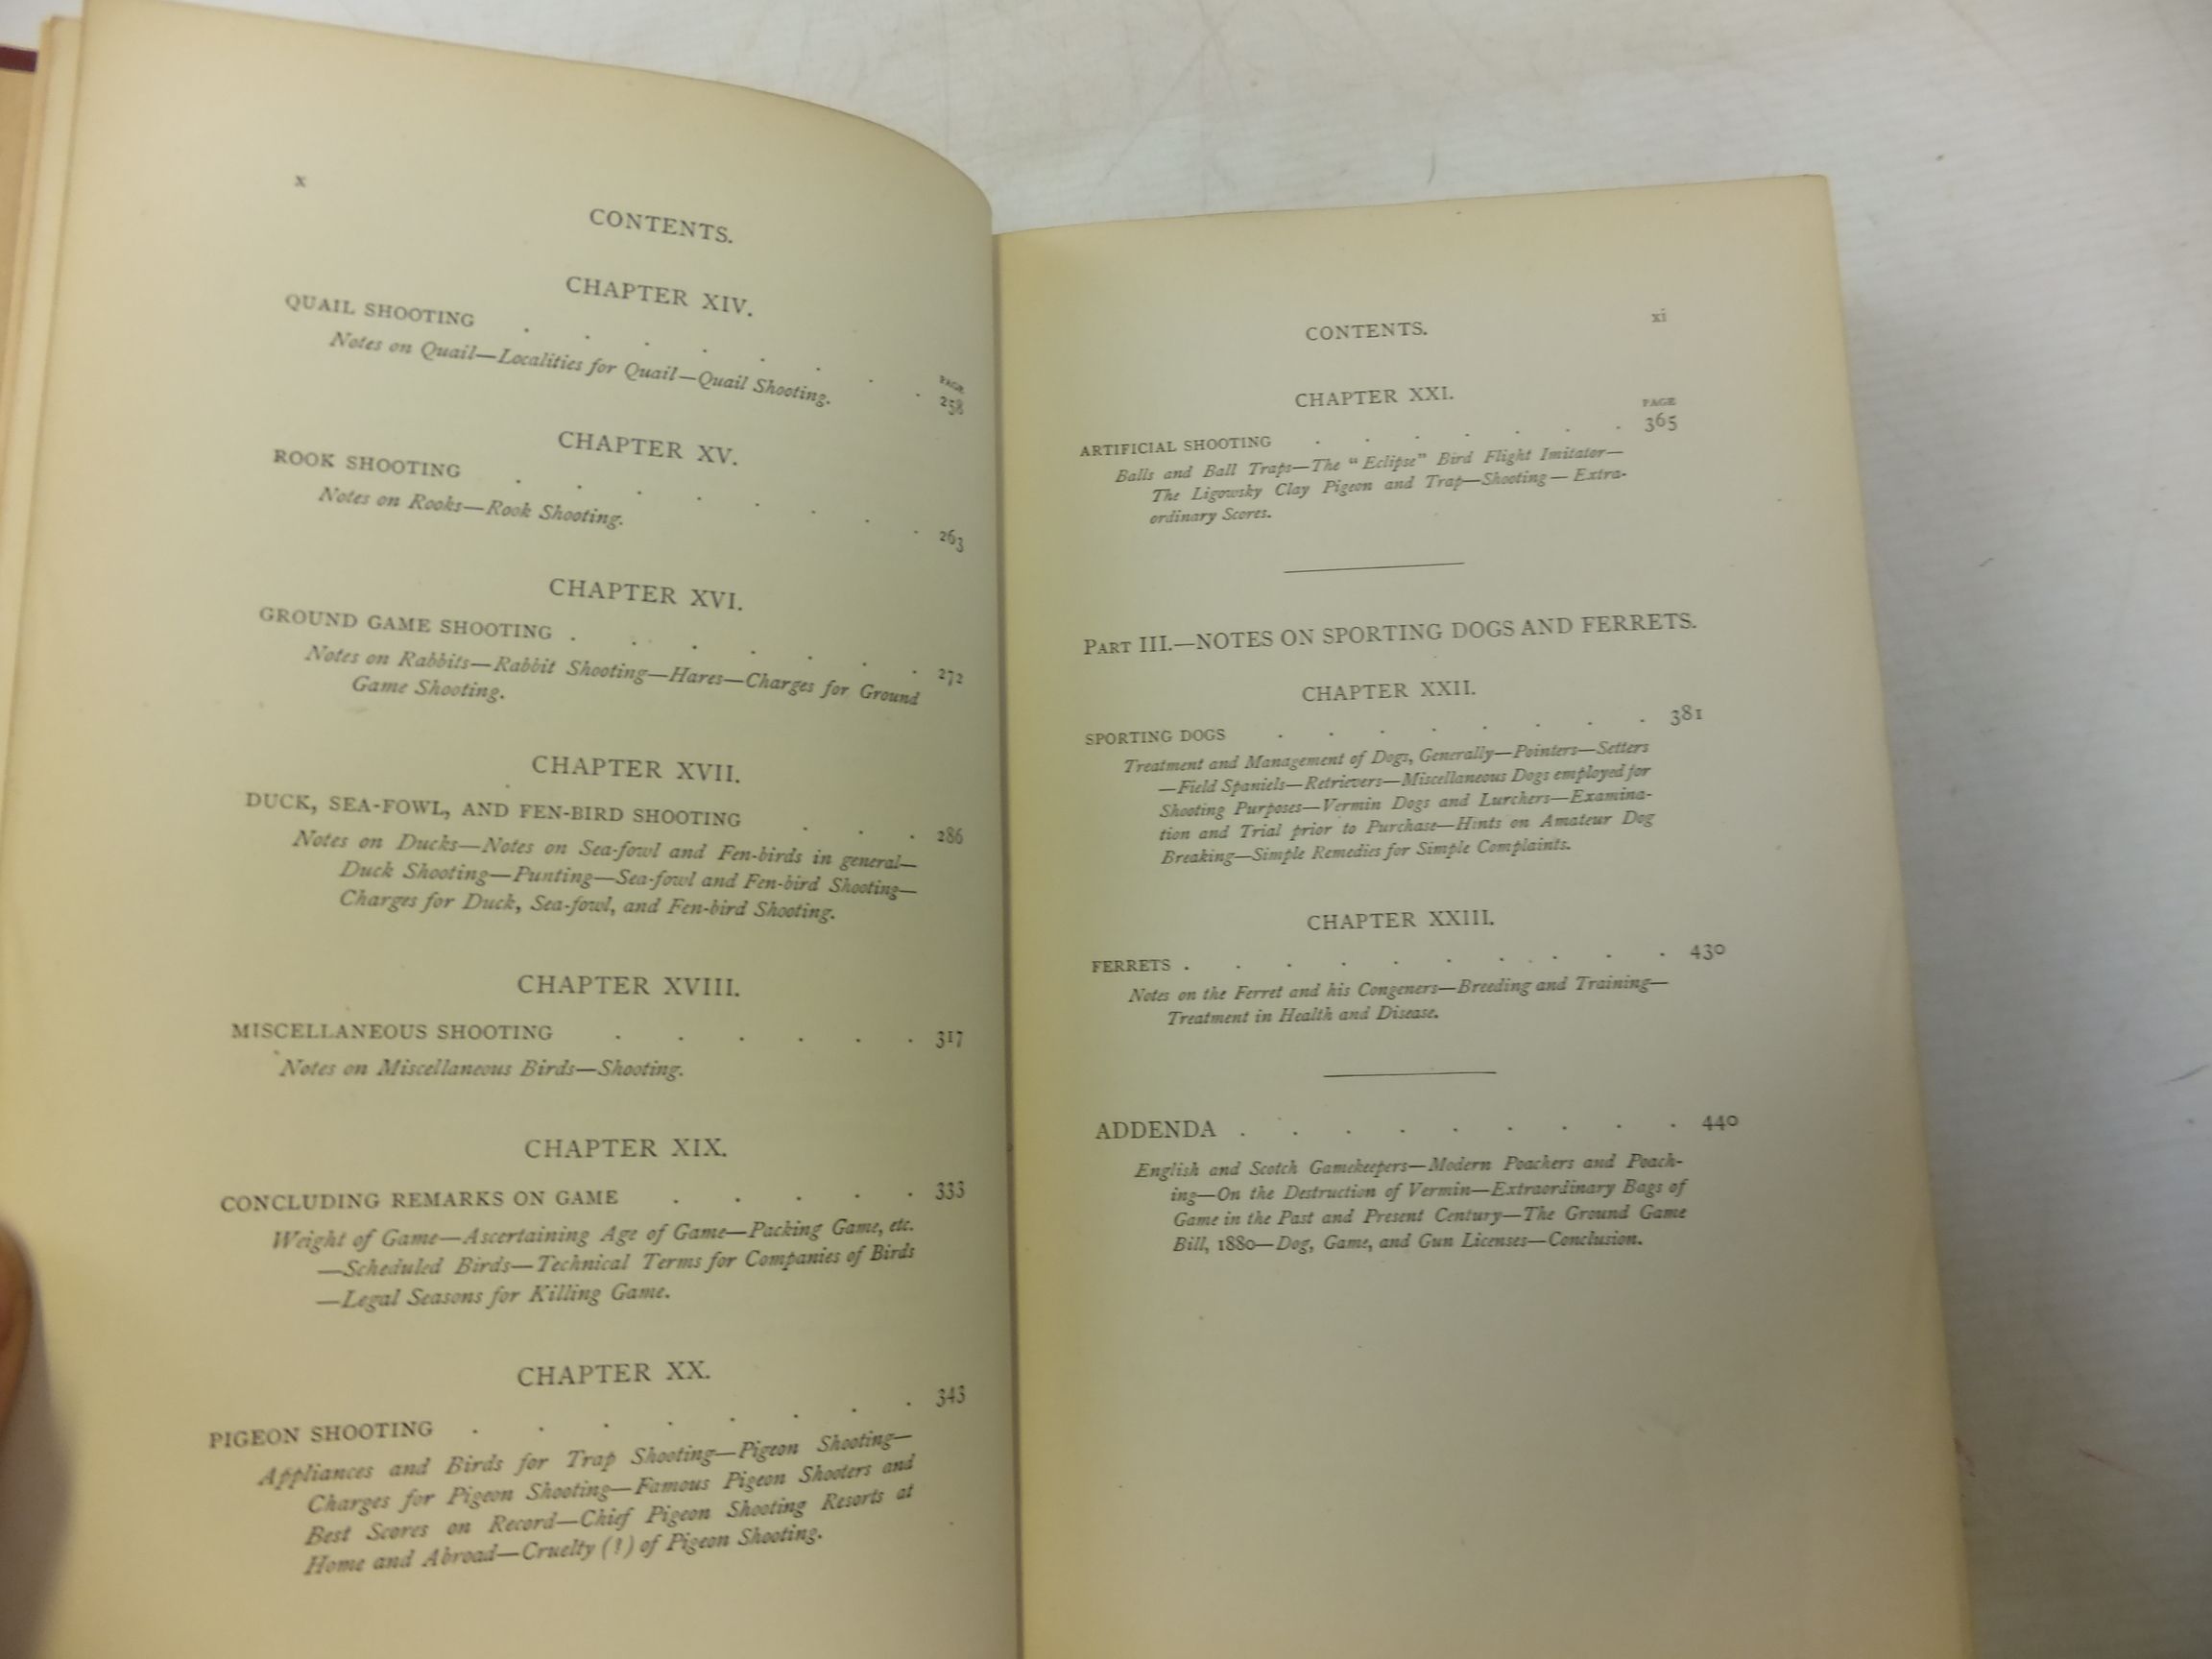 x
CONTENTS.
CHAPTER XIV.
PAGE
QUAIL SHOOTING . . . . . . . . 258
Notes on Quail—Localities for Quail—Quail Shooting.
CHAPTER XV.
ROOK SHOOTING . . . . . . . . 263
Notes on Rooks—Rook Shooting.
CHAPTER XVI.
GROUND GAME SHOOTING . . . . . . . 272
Notes on Rabbits—Rabbit Shooting—Hares—Charges for Ground
Game Shooting.
CHAPTER XVII.
DUCK, SEA-FOWL, AND FEN-BIRD SHOOTING . . . 286
Notes on Ducks—Notes on Sea-fowl and Fen-birds in general—
Duck Shooting—Punting—Sea-fowl and Fen-bird Shooting—
Charges for Duck, Sea-fowl, and Fen-bird Shooting.
CHAPTER XVIII.
MISCELLANEOUS SHOOTING . . . . . . 317
Notes on Miscellaneous Birds—Shooting.
CHAPTER XIX.
CONCLUDING REMARKS ON GAME . . . . . 333
Weight of Game—Ascertaining Age of Game—Packing Game, etc.
—Scheduled Birds—Technical Terms for Companies of Birds
—Legal Seasons for Killing Game.
CHAPTER XX.
PIGEON SHOOTING . . . . . . . . 343
Appliances and Birds for Trap Shooting—Pigeon Shooting—
Charges for Pigeon Shooting—Famous Pigeon Shooters and
Best Scores on Record—Chief Pigeon Shooting Resorts at
Home and Abroad—Cruelty (!) of Pigeon Shooting.
CONTENTS. xi
CHAPTER XXI.
PAGE
ARTIFICIAL SHOOTING . . . . . . . 365
Balls and Ball Traps—The "Eclipse" Bird Flight Imitator—
The Ligowsky Clay Pigeon and Trap—Shooting—Extra-
ordinary Scores.
PART III.—NOTES ON SPORTING DOGS AND FERRETS.
CHAPTER XXII.
SPORTING DOGS . . . . . . . . 381
Treatment and Management of Dogs, Generally—Pointers—Setters
—Field Spaniels—Retrievers—Miscellaneous Dogs employed for
Shooting Purposes—Vermin Dogs and Lurchers—Examina-
tion and Trial prior to Purchase—Hints on Amateur Dog
Breaking—Simple Remedies for Simple Complaints.
CHAPTER XXIII.
FERRETS . . . . . . . . . . 430
Notes on the Ferret and his Congeners—Breeding and Training—
Treatment in Health and Disease.
ADDENDA . . . . . . . . . 440
English and Scotch Gamekeepers—Modern Poachers and Poach-
ing—On the Destruction of Vermin—Extraordinary Bags of
Game in the Past and Present Century—The Ground Game
Bill, 1880—Dog, Game, and Gun Licenses—Conclusion.